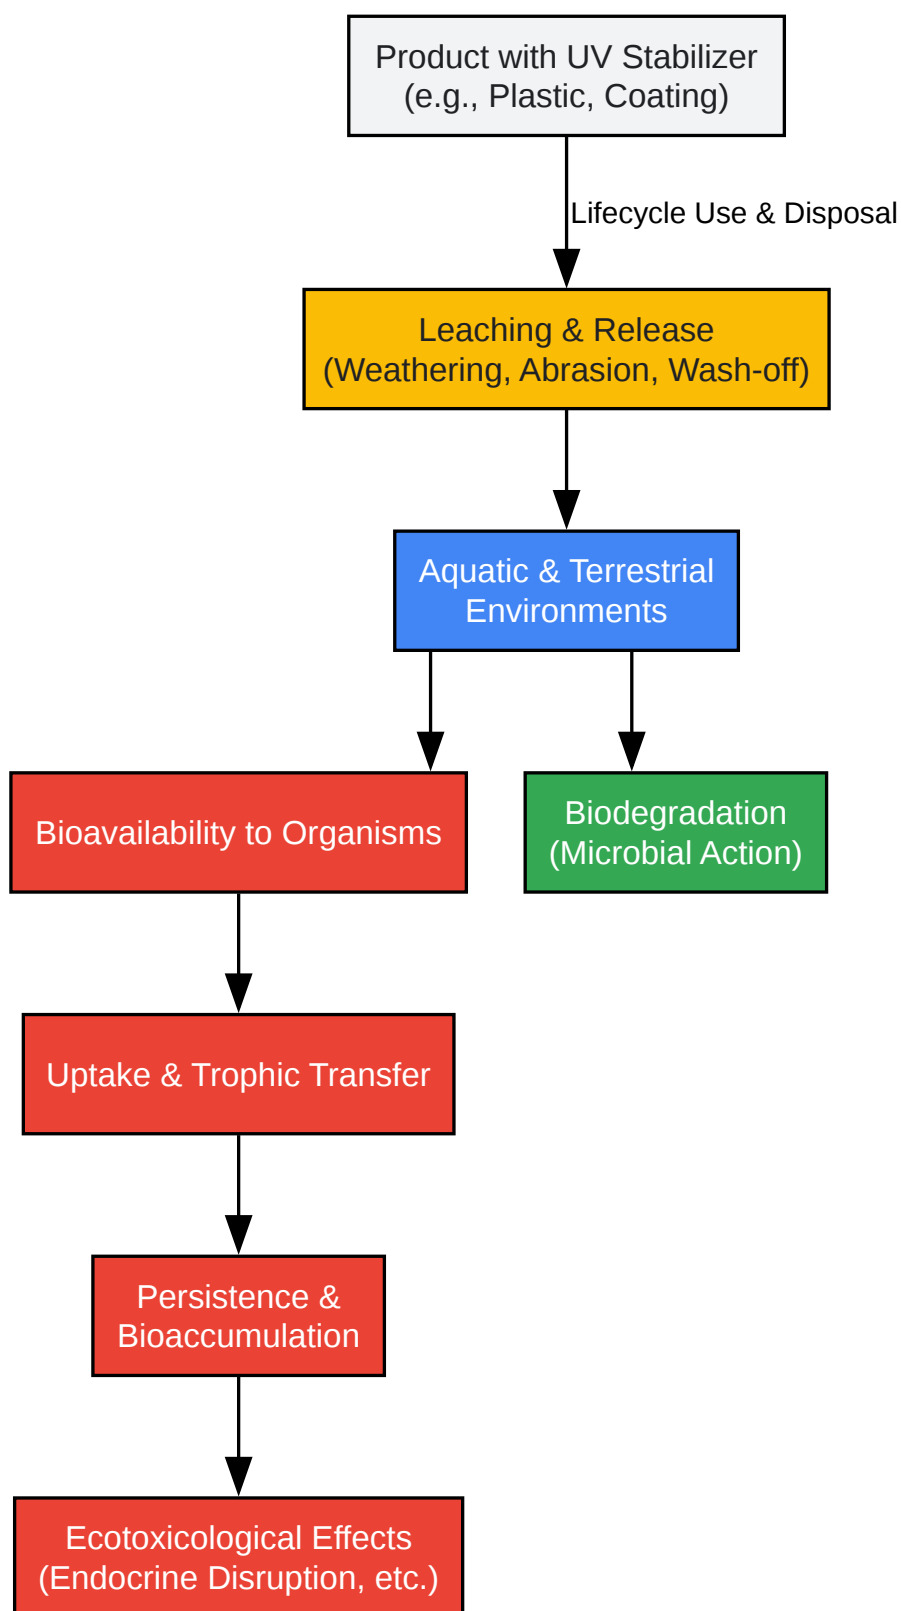 Product with UV Stabilizer
(e.g., Plastic, Coating)
Lifecycle Use & Disposal
Leaching & Release
(Weathering, Abrasion, Wash-off)
Aquatic & Terrestrial
Environments
Bioavailability to Organisms
Biodegradation
(Microbial Action)
Uptake & Trophic Transfer
Persistence &
Bioaccumulation
Ecotoxicological Effects
(Endocrine Disruption, etc.)